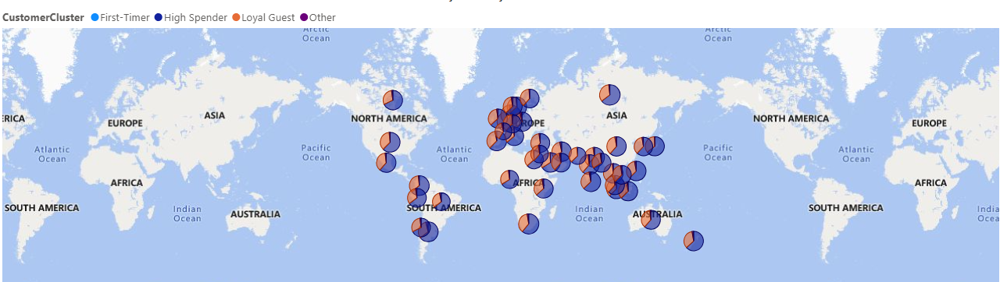 CustomerCluster First-Timer High Spender Loyal Guest Other
Arctic
Ocean
Arctic
Ocean
ERICA
EUROPE
ASIA
NORTH AMERICA
ROPE
ASIA
NORTH AMERICA
EUROPE
Atlantic
Ocean
Pacific
Ocean
Atlantic
Ocean
Pacific
Ocean
Atlantic
Ocean
AFRICA
AFRICA
AFRICA
SOUTH AMERICA
Indian
Ocean
AUSTRALIA
SOUTH AMERICA
Indian
Ocean
AUSTRALIA
SOUTH AMERICA
India
Ocea